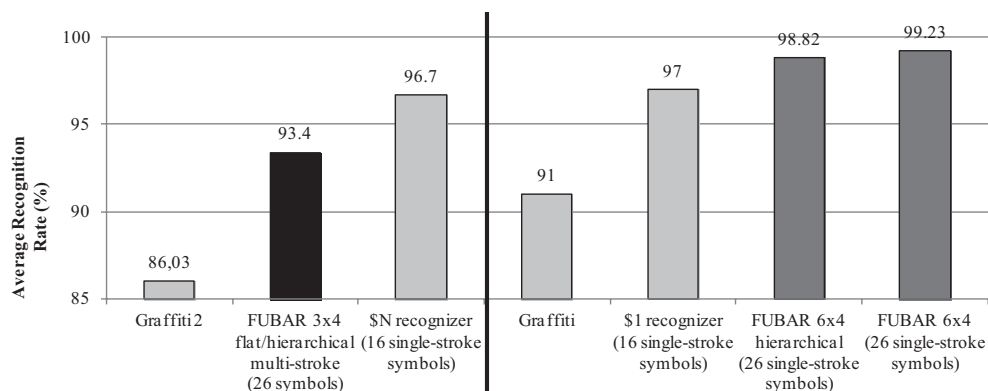 Average Recognition
Rate (%)
100
95
90
85
86,03
93.4
96.7
91
97
98.82
99.23
Graffiti 2
FUBAR 3x4
flat/hierarchical
multi-stroke
(26 symbols)
$N recognizer
(16 single-stroke
symbols)
Graffiti
$1 recognizer
(16 single-stroke
symbols)
FUBAR 6x4
hierarchical
(26 single-stroke
symbols)
FUBAR 6x4
(26 single-stroke
symbols)